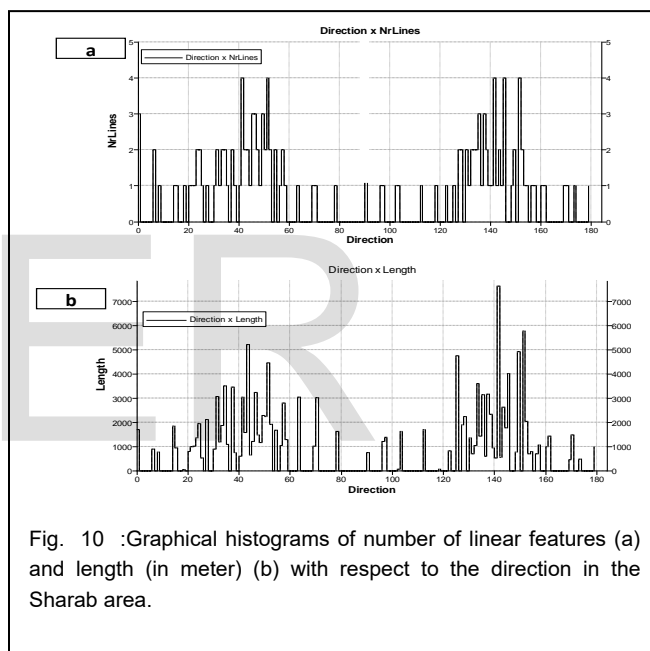 Direction x NrLines
a
Direction x NrLines
5 5
4 4
3 3
2 2
1 1
0 0
NrLines
0 20 40 60 80 100 120 140 160 180
Direction
Direction x Length
b
Direction x Length
7000 7000
6000 6000
5000 5000
4000 4000
3000 3000
2000 2000
1000 1000
0 0
Length
0 20 40 60 80 100 120 140 160 180
Direction
ER
Fig. 10 :Graphical histograms of number of linear features (a)
and length (in meter) (b) with respect to the direction in the
Sharab area.